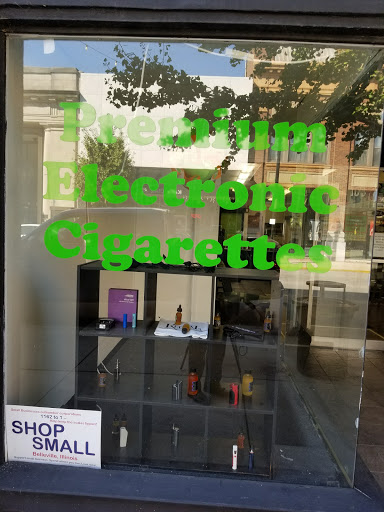 Premium
Electronic
Cigarettes
SHOP
SMALL
Belleville, Illinois